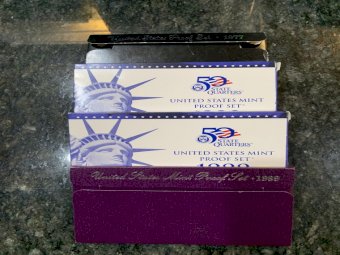 United States Proof Set 1977
50
STATE
QUARTERS
UNITED STATES MINT
PROOF SET
50
STATE
QUARTERS
UNITED STATES MINT
PROOF SET
United States Mint Proof Set • 1989